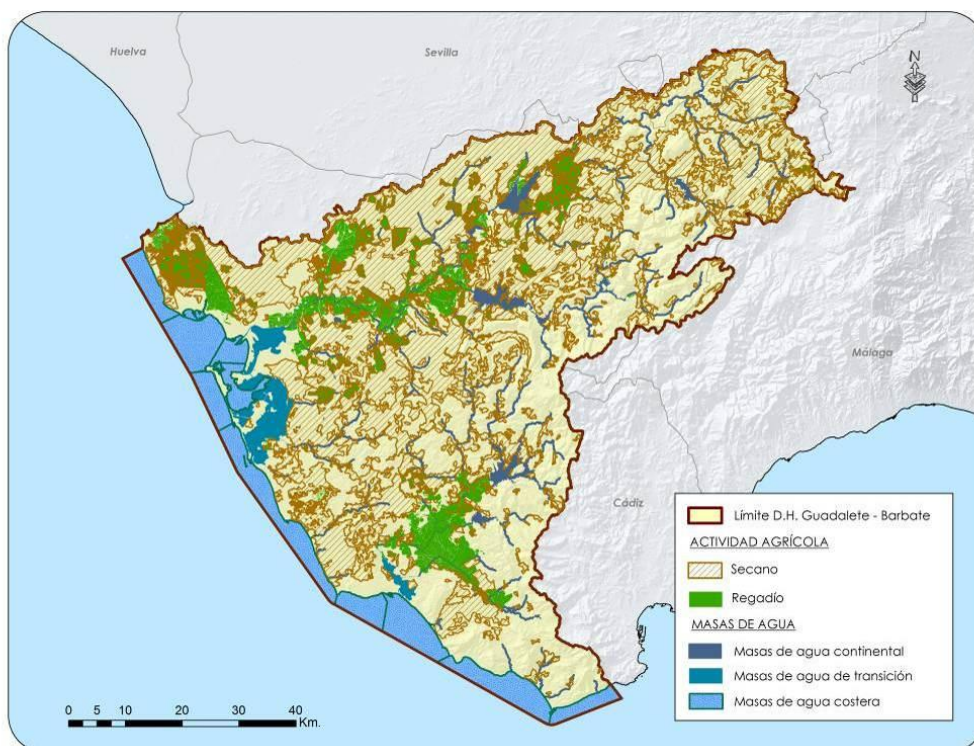 Huelva
Sevilla
N
Málaga
Cádiz
Límite D.H. Guadalete - Barbate
ACTIVIDAD AGRÍCOLA
Secano
Regadío
MASAS DE AGUA
Masas de agua continental
Masas de agua de transición
Masas de agua costera
0 5 10 20 30 40
Km.